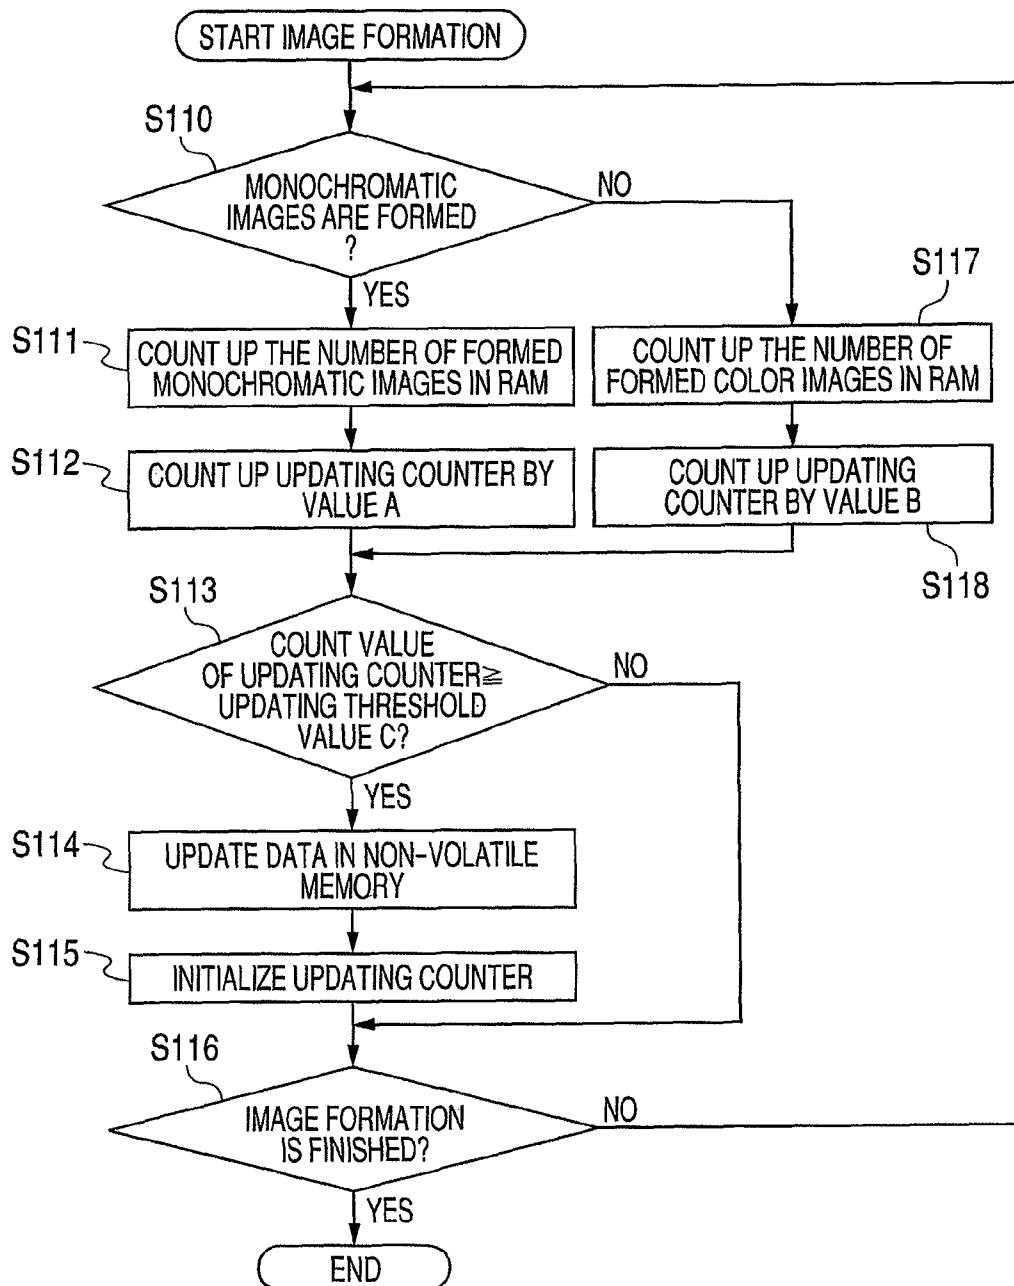 START IMAGE FORMATION
S110
MONOCHROMATIC
IMAGES ARE FORMED
?
NO
YES
S117
S111
COUNT UP THE NUMBER OF FORMED
MONOCHROMATIC IMAGES IN RAM
COUNT UP THE NUMBER OF
FORMED COLOR IMAGES IN RAM
S112
COUNT UP UPDATING COUNTER BY
VALUE A
COUNT UP UPDATING
COUNTER BY VALUE B
S118
S113
COUNT VALUE
OF UPDATING COUNTER≧
UPDATING THRESHOLD
VALUE C?
NO
YES
S114
UPDATE DATA IN NON-VOLATILE
MEMORY
S115
INITIALIZE UPDATING COUNTER
S116
IMAGE FORMATION
IS FINISHED?
NO
YES
END